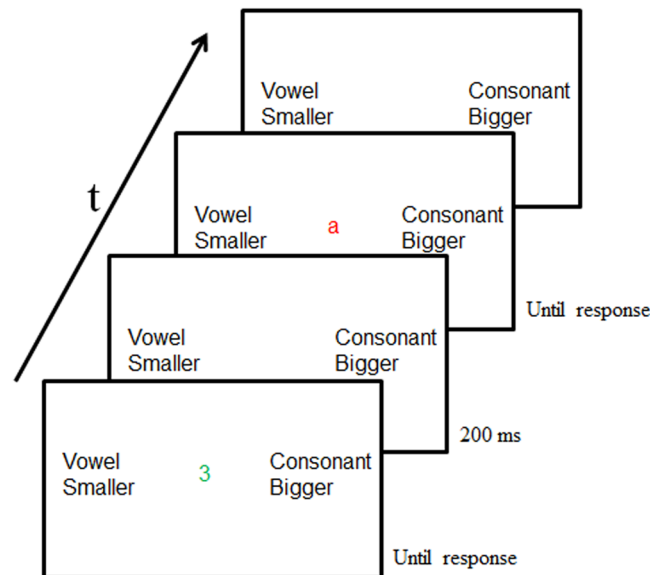 Vowel
Smaller
Consonant
Bigger
t
Vowel
Smaller
a
Consonant
Bigger
Until response
Vowel
Smaller
Consonant
Bigger
200 ms
Vowel
Smaller
3
Consonant
Bigger
Until response